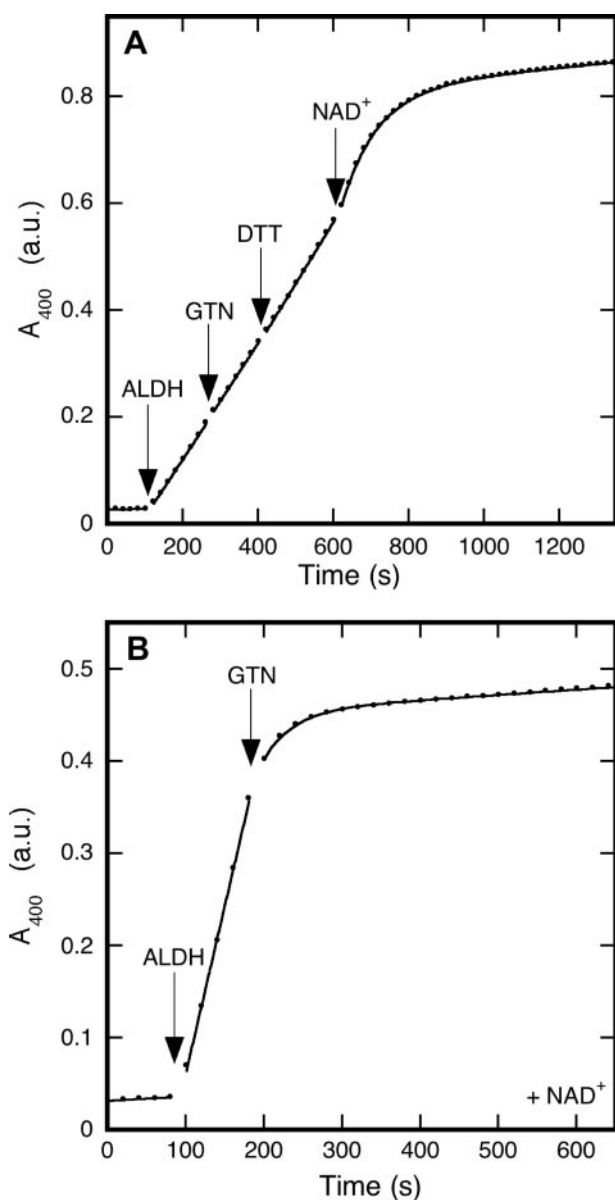 A
NAD⁺
DTT
GTN
ALDH
A₄₀₀ (a.u.)
0.8
0.6
0.4
0.2
0
0 200 400 600 800 1000 1200
Time (s)
B
GTN
ALDH
A₄₀₀ (a.u.)
0.5
0.4
0.3
0.2
0.1
0
+ NAD⁺
0 100 200 300 400 500 600
Time (s)